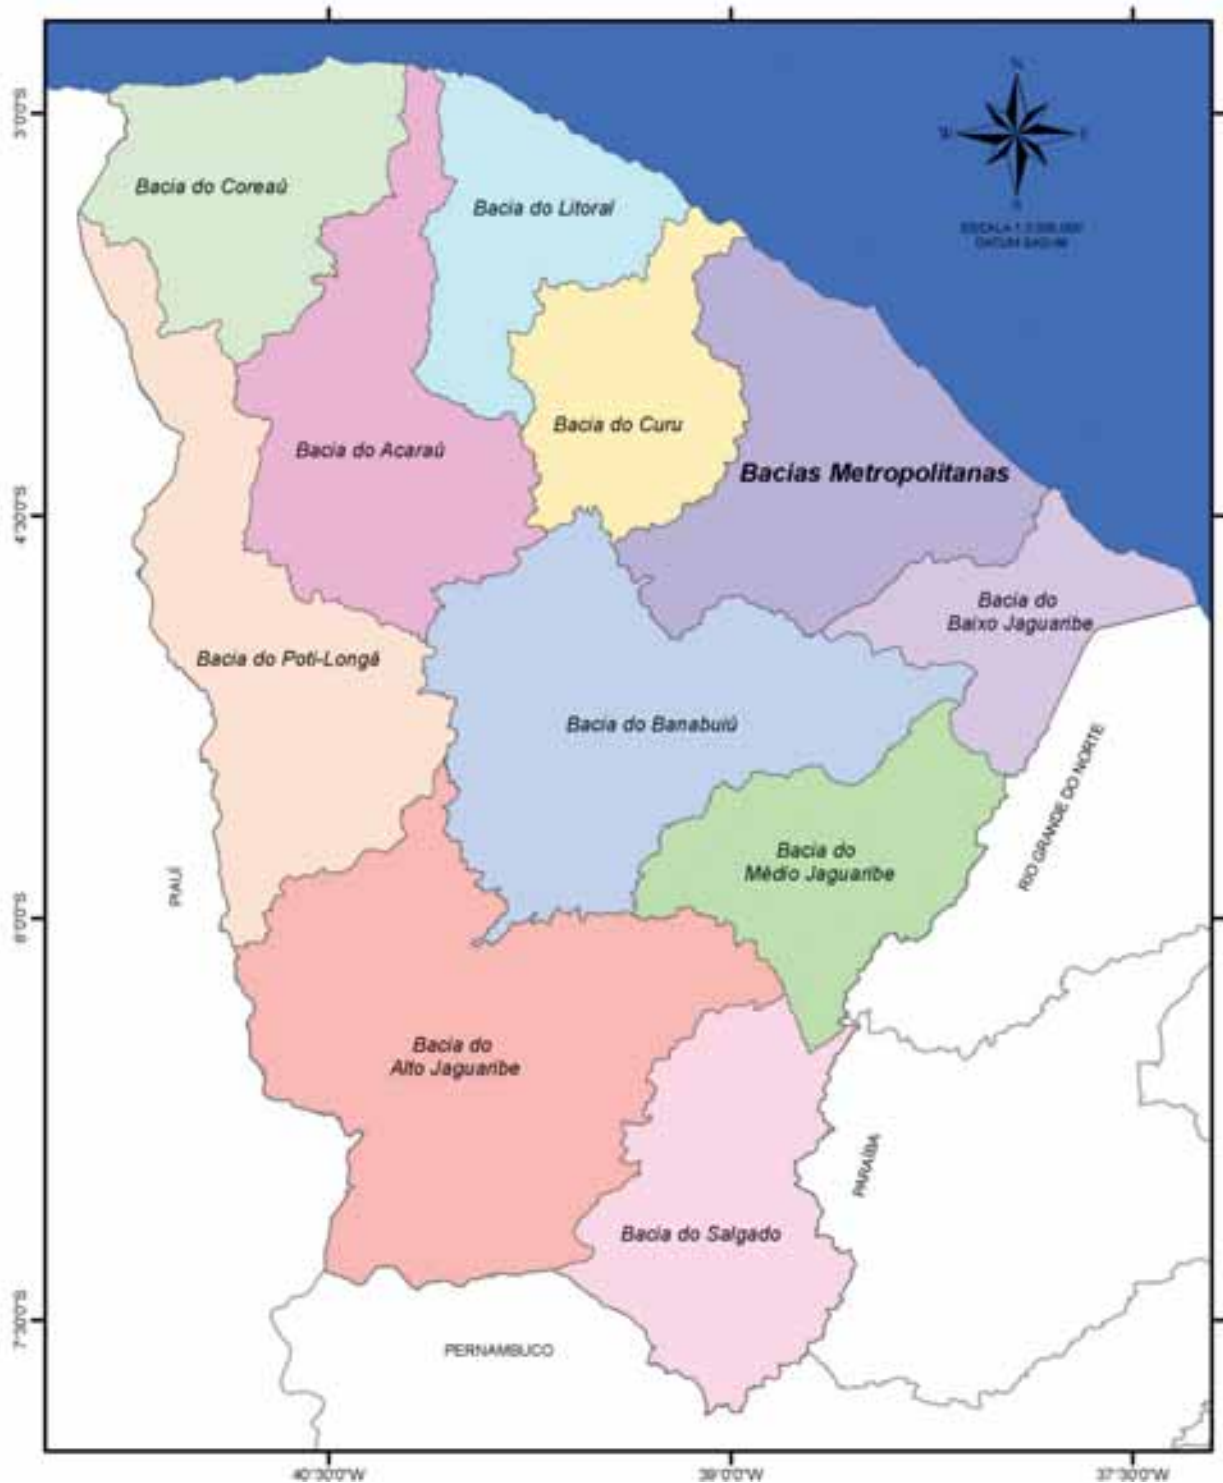 N
W
E
S
3°0'0"S
Bacia do Coreaú
Bacia do Litoral
Bacia do Curu
Bacia do Acaraú
Bacias Metropolitanas
4°30'0"S
Bacia do
Baixo Jaguaribe
Bacia do Poti-Longá
Bacia do Banabuiú
RIO GRANDE DO NORTE
Bacia do
Médio Jaguaribe
PIAUÍ
6°0'0"S
Bacia do
Alto Jaguaribe
PARAÍBA
Bacia do Salgado
7°30'0"S
PERNAMBUCO
40°30'0"W
39°0'0"W
37°30'0"W